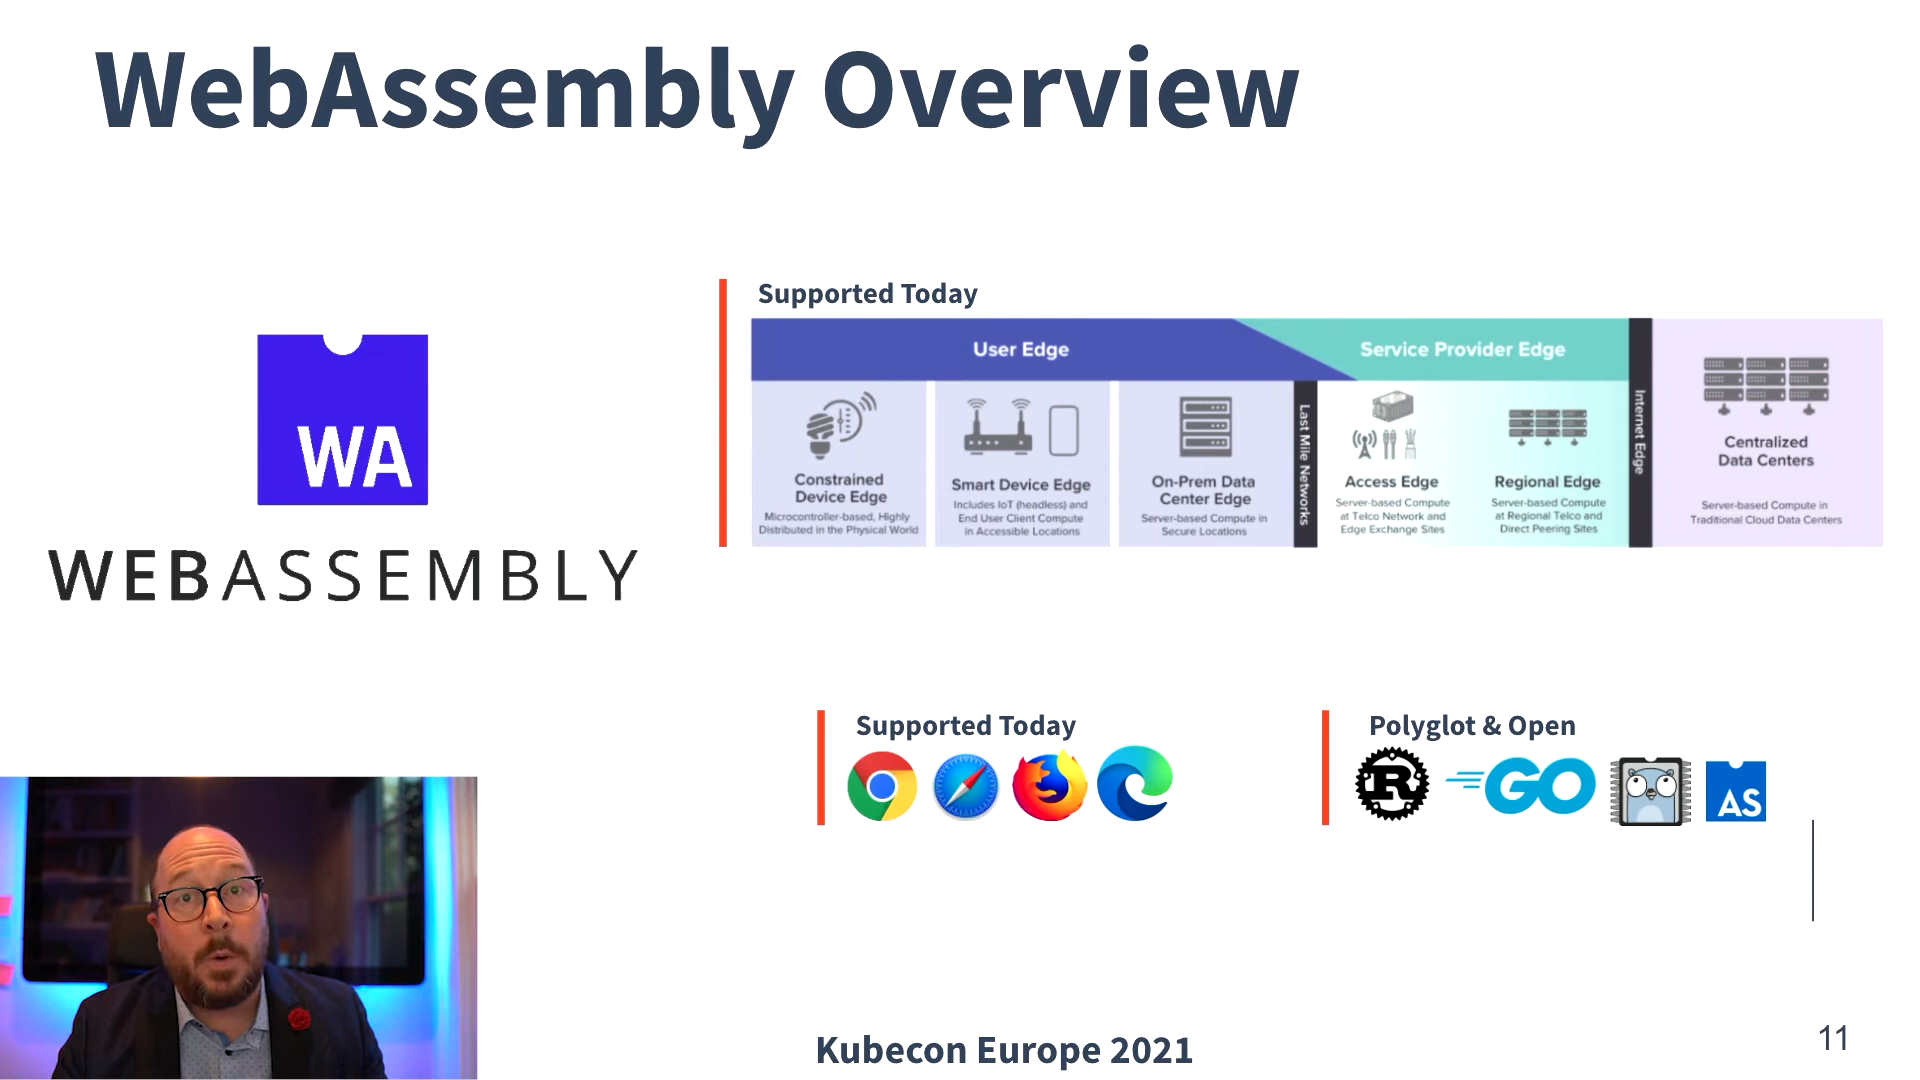 WebAssembly Overview
Supported Today
User Edge
Service Provider Edge
Constrained
Device Edge
Microcontroller-based, Highly
Distributed in the Physical World
Smart Device Edge
Includes IoT (headless) and
End User Client Compute
in Accessible Locations
On-Prem Data
Center Edge
Server-based Compute in
Secure Locations
Last Mile Networks
Access Edge
Server-based Compute
at Telco Network and
Edge Exchange Sites
Regional Edge
Server-based Compute
at Regional Telco and
Direct Peering Sites
Internet Edge
Centralized
Data Centers
Server-based Compute in
Traditional Cloud Data Centers
WA
WEBASSEMBLY
Supported Today
Polyglot & Open
R
GO
AS
Kubecon Europe 2021
11